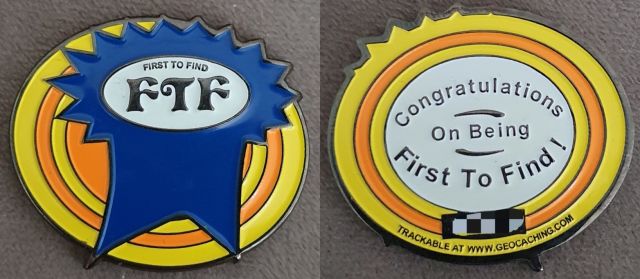 FIRST TO FIND
FTF
Congratulations
On Being
First To Find!
TRACKABLE AT WWW.GEOCACHING.COM